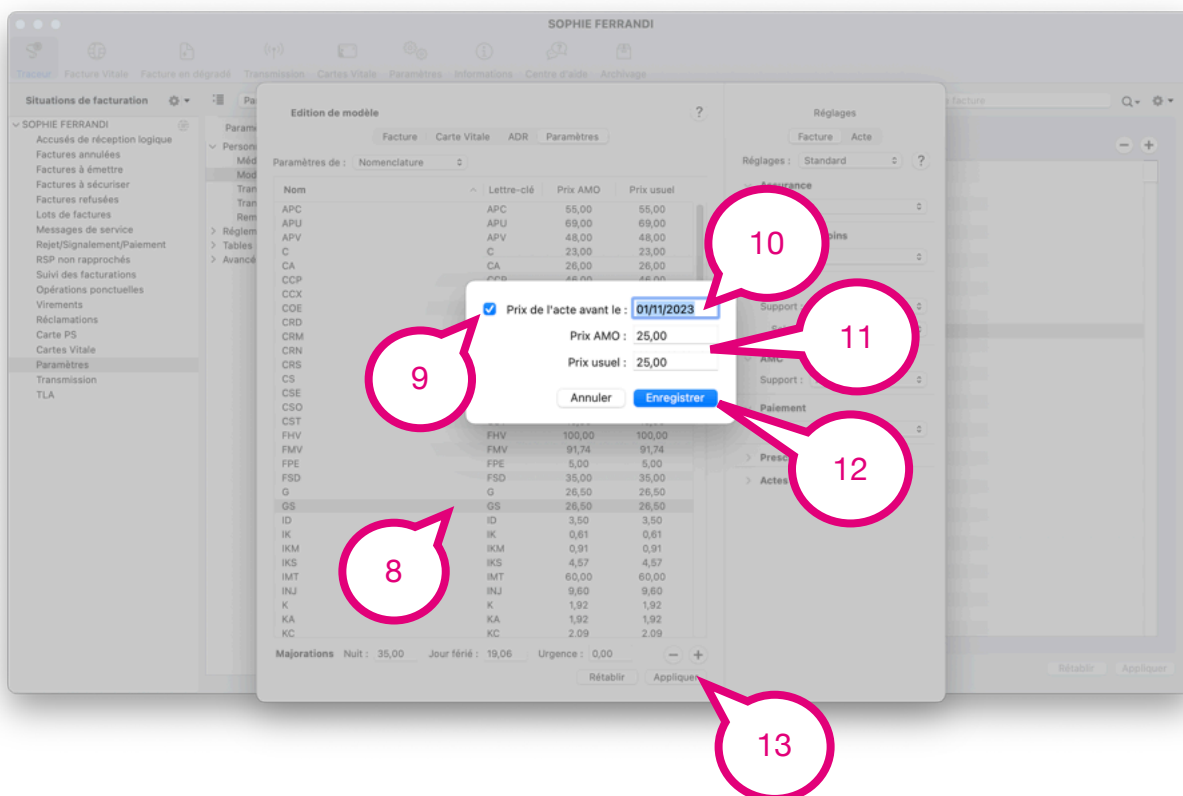 SOPHIE FERRANDI
Traceur Facture Vitale Facture en dégradé Transmission Cartes Vitale Paramètres Informations Centre d'aide Archivage
Situations de facturation
SOPHIE FERRANDI
Accusés de réception logique
Factures annulées
Factures à émettre
Factures à sécuriser
Factures refusées
Lots de factures
Messages de service
Rejet/Signalement/Paiement
RSP non rapprochés
Suivi des facturations
Opérations ponctuelles
Virements
Réclamations
Carte PS
Cartes Vitale
Paramètres
Transmission
TLA
Edition de modèle ?
Facture Carte Vitale ADR Paramètres
Paramètres de : Nomenclature
Nom Lettre-clé Prix AMO Prix usuel
APC APC 55,00 55,00
APU APU 69,00 69,00
APV APV 48,00 48,00
C C 23,00 23,00
CA CA 26,00 26,00
CCP CCP 46,00 46,00
CCX
COE
CRD
CRM
CRN
CRS
CS
CSE
CSO
CST
FHV FHV 100,00 100,00
FMV FMV 91,74 91,74
FPE FPE 5,00 5,00
FSD FSD 35,00 35,00
G G 26,50 26,50
GS GS 26,50 26,50
ID ID 3,50 3,50
IK IK 0,61 0,61
IKM IKM 0,91 0,91
IKS IKS 4,57 4,57
IMT IMT 60,00 60,00
INJ INJ 9,60 9,60
K K 1,92 1,92
KA KA 1,92 1,92
KC KC 2.09 2.09
Majorations Nuit : 35,00 Jour férié : 19,06 Urgence : 0,00 − +
Rétablir Appliquer
Prix de l'acte avant le : 01/11/2023
Prix AMO : 25,00
Prix usuel : 25,00
Annuler Enregistrer
Réglages
Facture Acte
Réglages : Standard ?
Assurance
Support :
AMC
Support :
Paiement
Actes
facture
− +
Rétablir Appliquer
8
9
10
11
12
13